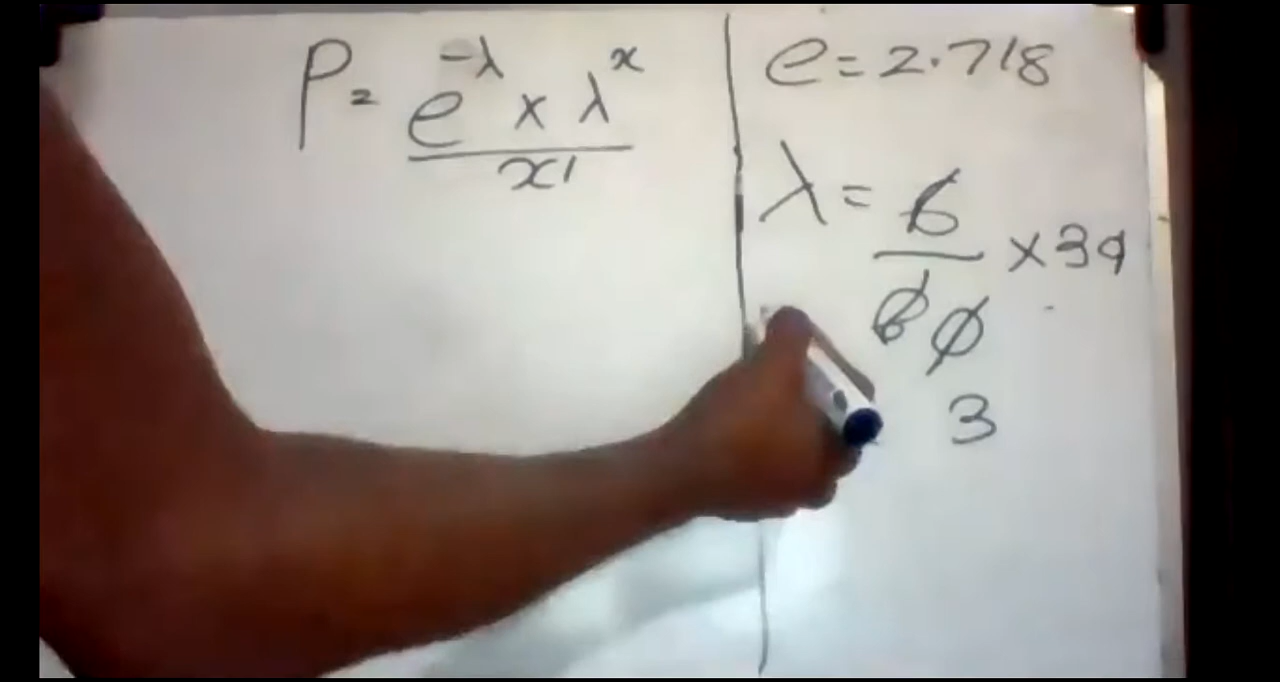 P = e^-λ × λ^x / x!
e = 2.718
λ = 6 / 60 × 30
3